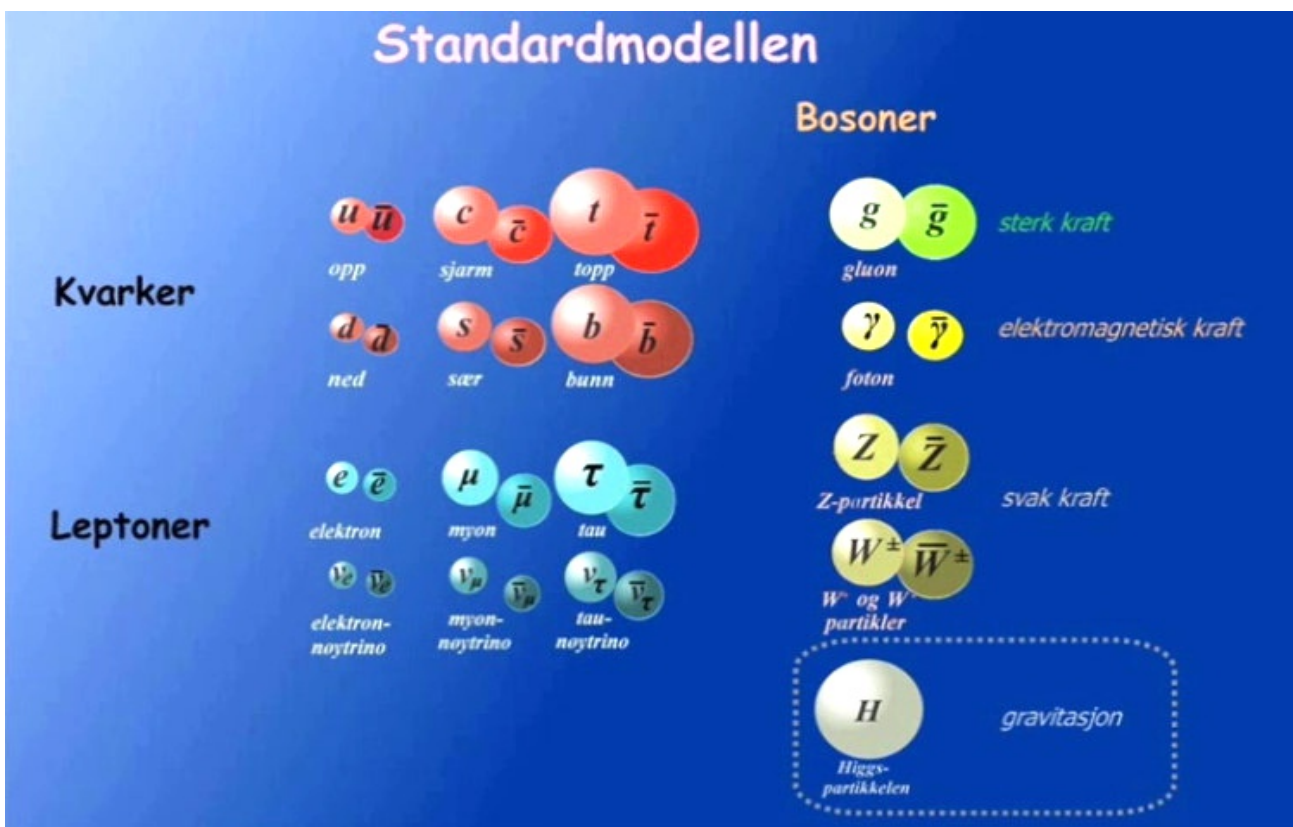 Standardmodellen
Bosoner
Kvarker
u ū c c̄ t t̄
opp sjarm topp
d d̄ s s̄ b b̄
ned sær bunn
Leptoner
e ē μ μ̄ τ τ̄
elektron myon tau
νe ν̄e νμ ν̄μ ντ ν̄τ
elektron- myon- tau-
nøytrino nøytrino nøytrino
g ḡ sterk kraft
gluon
γ γ̄ elektromagnetisk kraft
foton
Z Z̄
Z-partikkel
svak kraft
W± W̄±
W⁺ og W⁻
partikler
H gravitasjon
Higgs-
partikkelen